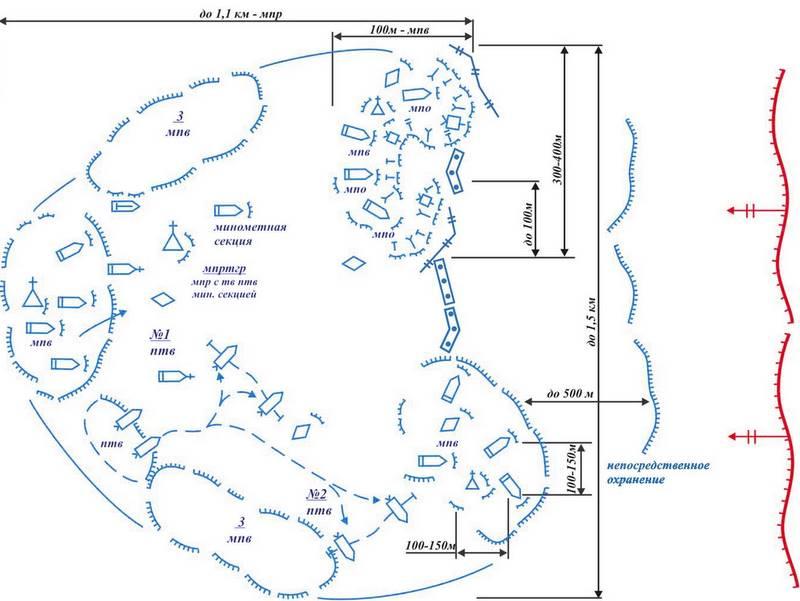 до 1,1 км - мпр
100м - мпв
3
мпв
мпо
мпв
мпо
мпо
300-400м
до 100м
минометная
секция
мпртгр
мпр с тв птв
мин. секцией
до 1,5 км
мпв
№1
птв
птв
до 500 м
мпв
100-150м
непосредственное
охранение
№2
птв
3
мпв
100-150м